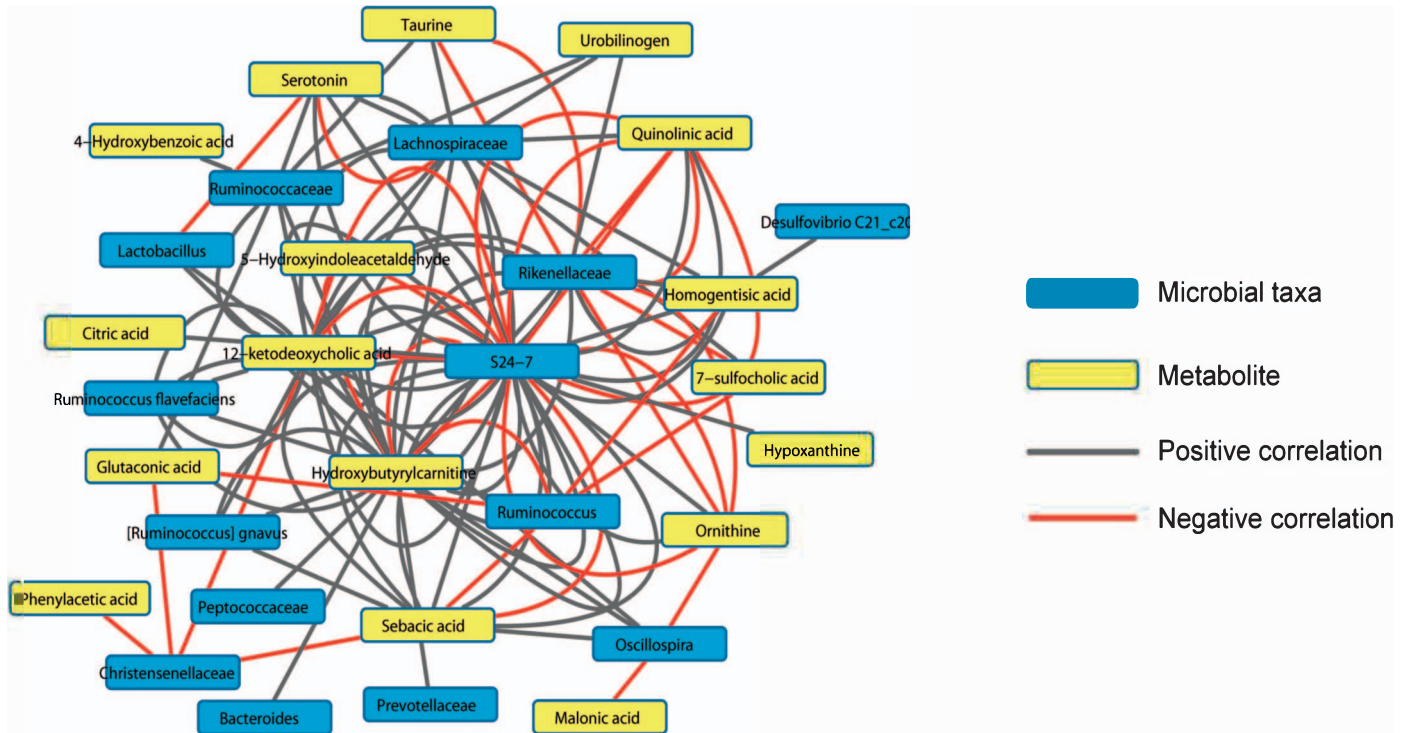 Taurine
Urobilinogen
Serotonin
4-Hydroxybenzoic acid
Lachnospiraceae
Quinolinic acid
Ruminococcaceae
Desulfovibrio C21_c20
Lactobacillus
5-Hydroxyindoleacetaldehyde
Rikenellaceae
Homogentisic acid
Microbial taxa
Citric acid
12-ketodeoxycholic acid
S24-7
7-sulfocholic acid
Metabolite
Ruminococcus flavefaciens
Hypoxanthine
Positive correlation
Glutaconic acid
Hydroxybutyrylcarnitine
Ruminococcus
Negative correlation
[Ruminococcus] gnavus
Ornithine
Phenylacetic acid
Peptococcaceae
Sebacic acid
Oscillospira
Christensenellaceae
Bacteroides
Prevotellaceae
Malonic acid